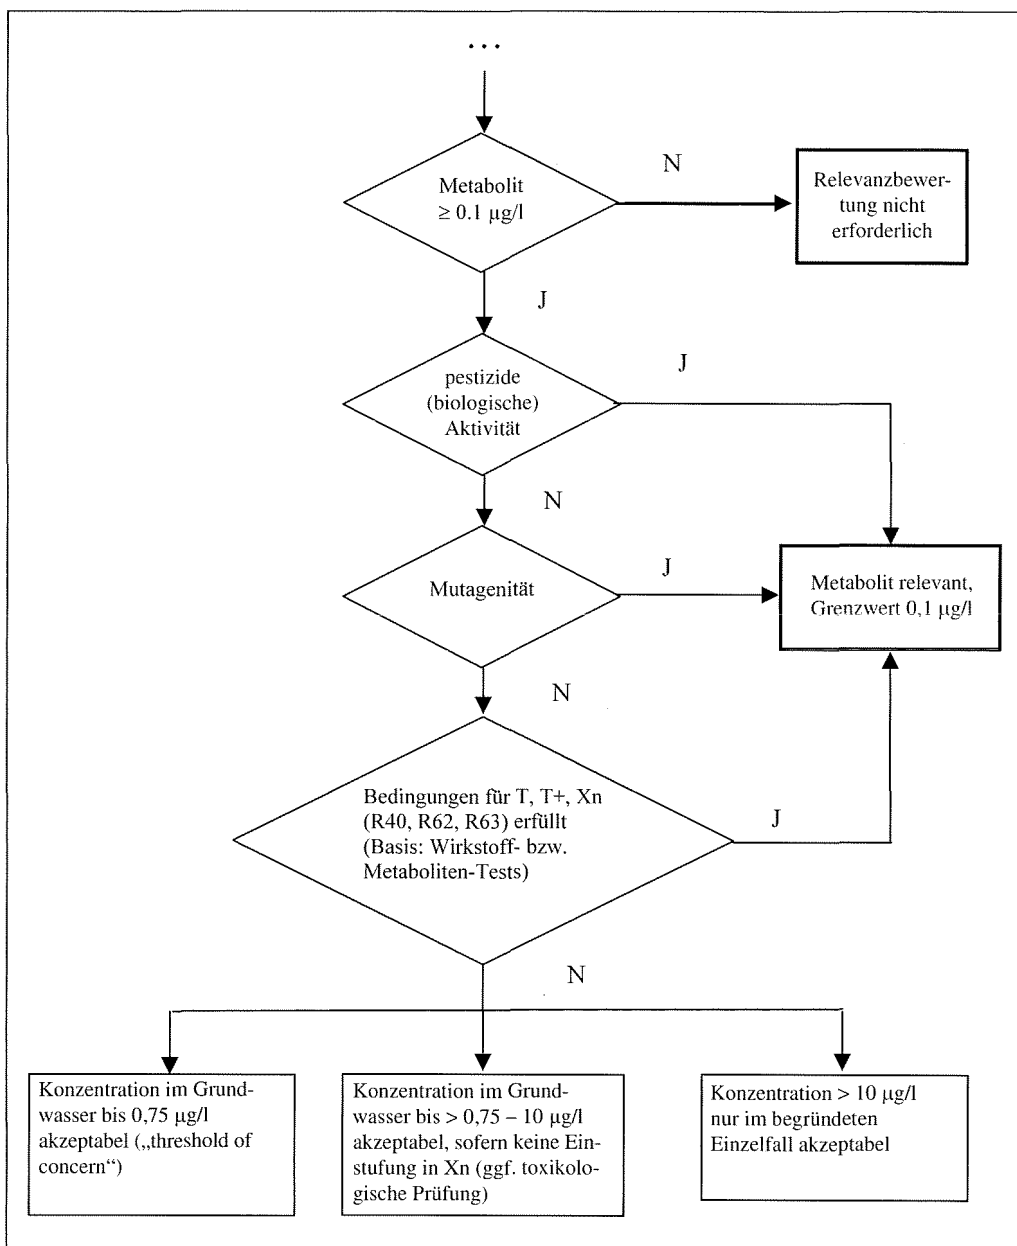 ...
Metabolit
≥ 0.1 µg/l
N
Relevanzbewer-
tung nicht
erforderlich
J
pestizide
(biologische)
Aktivität
J
N
Mutagenität
J
Metabolit relevant,
Grenzwert 0,1 µg/l
N
Bedingungen für T, T+, Xn
(R40, R62, R63) erfüllt
(Basis: Wirkstoff- bzw.
Metaboliten-Tests)
J
N
Konzentration im Grund-
wasser bis 0,75 µg/l
akzeptabel („threshold of
concern“)
Konzentration im Grund-
wasser bis > 0,75 – 10 µg/l
akzeptabel, sofern keine Ein-
stufung in Xn (ggf. toxikolo-
gische Prüfung)
Konzentration > 10 µg/l
nur im begründeten
Einzelfall akzeptabel